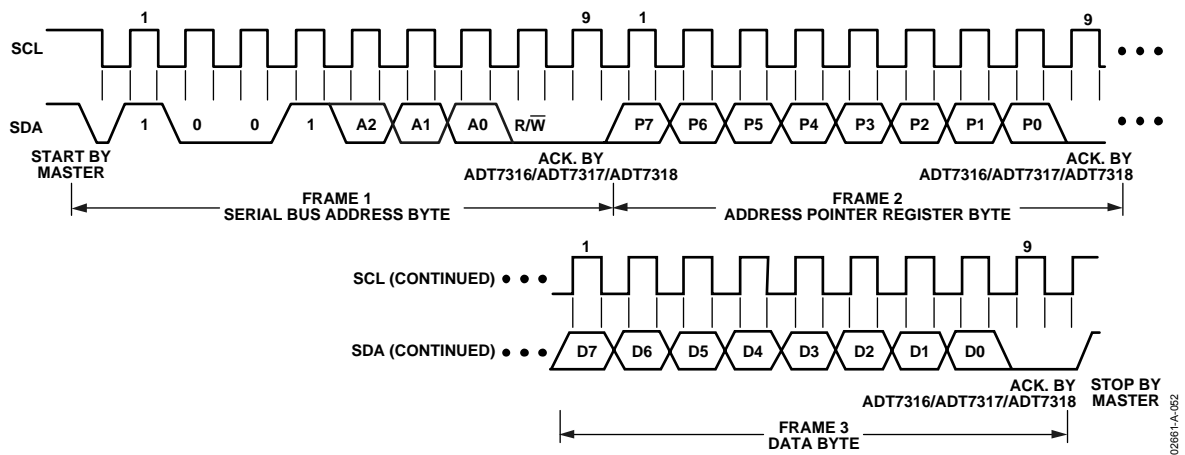 1 9 1 9
SCL
SDA 1 0 0 1 A2 A1 A0 R/W̅ P7 P6 P5 P4 P3 P2 P1 P0
START BY
MASTER
ACK. BY
ADT7316/ADT7317/ADT7318
ACK. BY
ADT7316/ADT7317/ADT7318
FRAME 1
SERIAL BUS ADDRESS BYTE
FRAME 2
ADDRESS POINTER REGISTER BYTE
1 9
SCL (CONTINUED)
SDA (CONTINUED) D7 D6 D5 D4 D3 D2 D1 D0
ACK. BY
ADT7316/ADT7317/ADT7318
STOP BY
MASTER
FRAME 3
DATA BYTE
02661-A-052